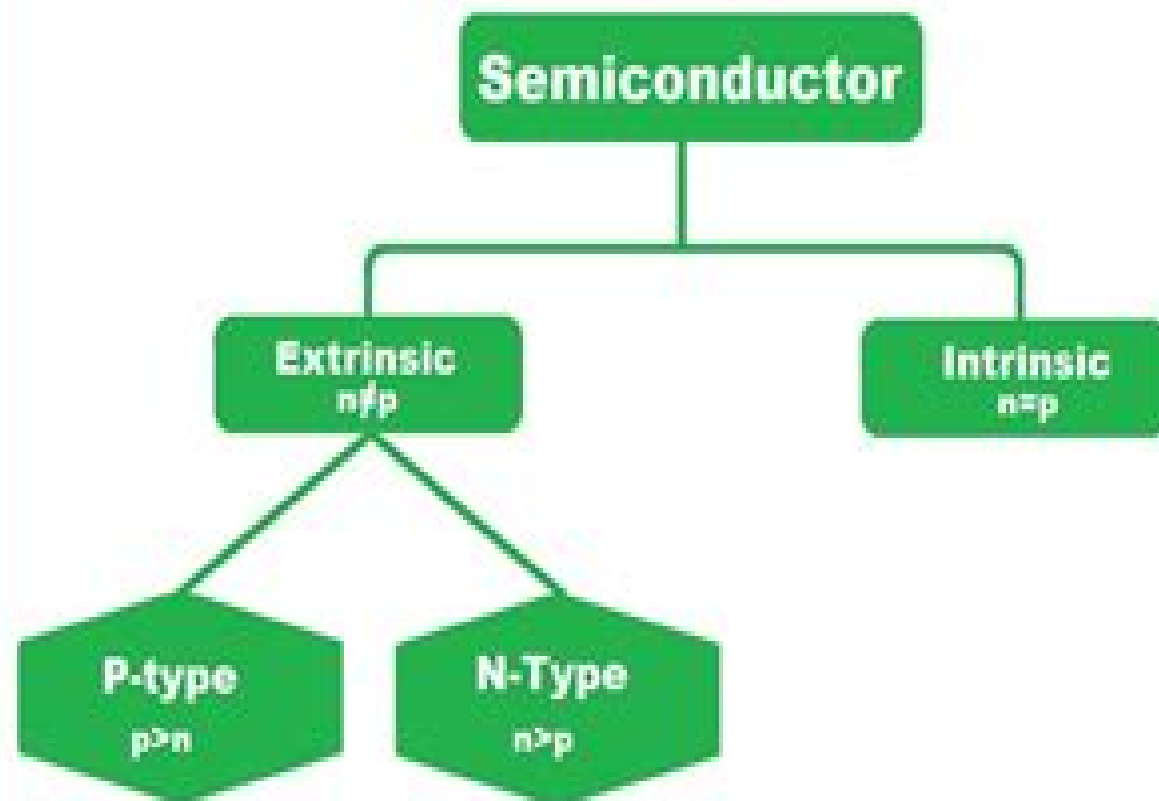 Semiconductor
Extrinsic
n≠p
Intrinsic
n=p
P-type
p>n
N-Type
n>p